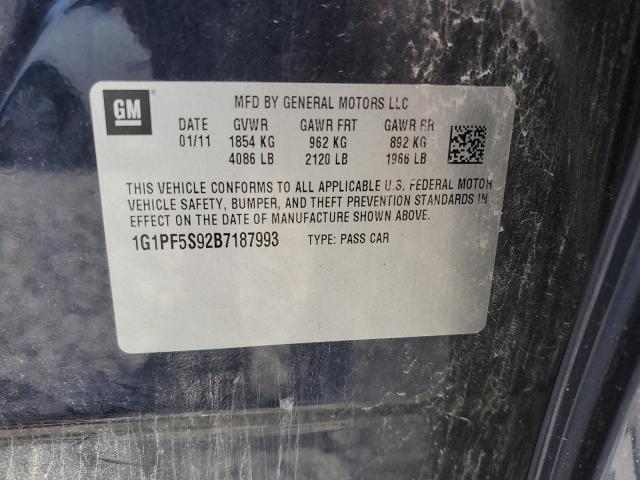 GM
MFD BY GENERAL MOTORS LLC
DATE GVWR GAWR FRT GAWR RR
01/11 1854 KG 962 KG 892 KG
4086 LB 2120 LB 1966 LB
THIS VEHICLE CONFORMS TO ALL APPLICABLE U.S. FEDERAL MOTOR
VEHICLE SAFETY, BUMPER, AND THEFT PREVENTION STANDARDS IN
EFFECT ON THE DATE OF MANUFACTURE SHOWN ABOVE.
1G1PF5S92B7187993 TYPE: PASS CAR